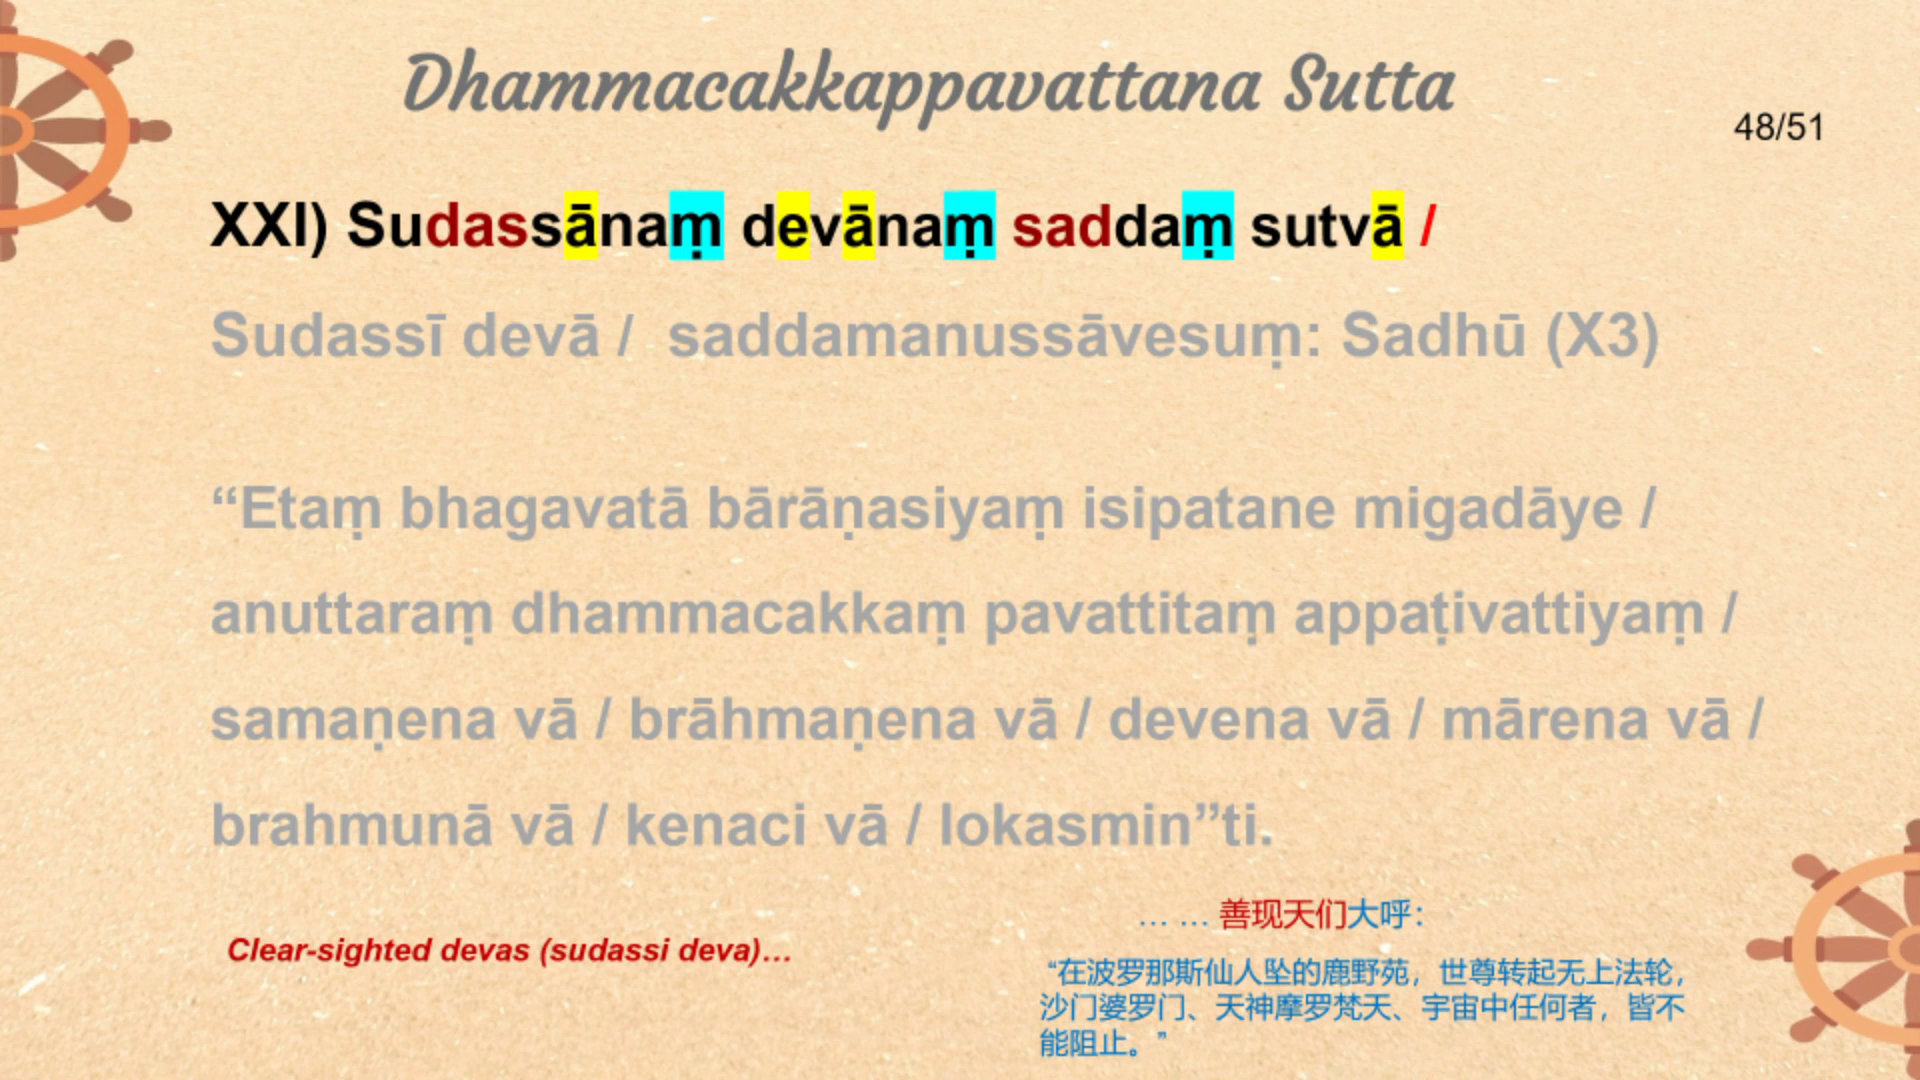 Dhammacakkappavattana Sutta
48/51
XXI) Sudassānaṃ devānaṃ saddaṃ sutvā /
Sudassī devā / saddamanussāvesuṃ: Sadhū (X3)
“Etaṃ bhagavatā bārāṇasiyaṃ isipatane migadāye /
anuttaraṃ dhammacakkaṃ pavattitaṃ appaṭivattiyaṃ /
samaṇena vā / brāhmaṇena vā / devena vā / mārena vā /
brahmunā vā / kenaci vā / lokasmin”ti.
Clear-sighted devas (sudassi deva)…
… … 善现天们大呼：
“在波罗那斯仙人坠的鹿野苑，世尊转起无上法轮，
沙门婆罗门、天神摩罗梵天、宇宙中任何者，皆不
能阻止。”